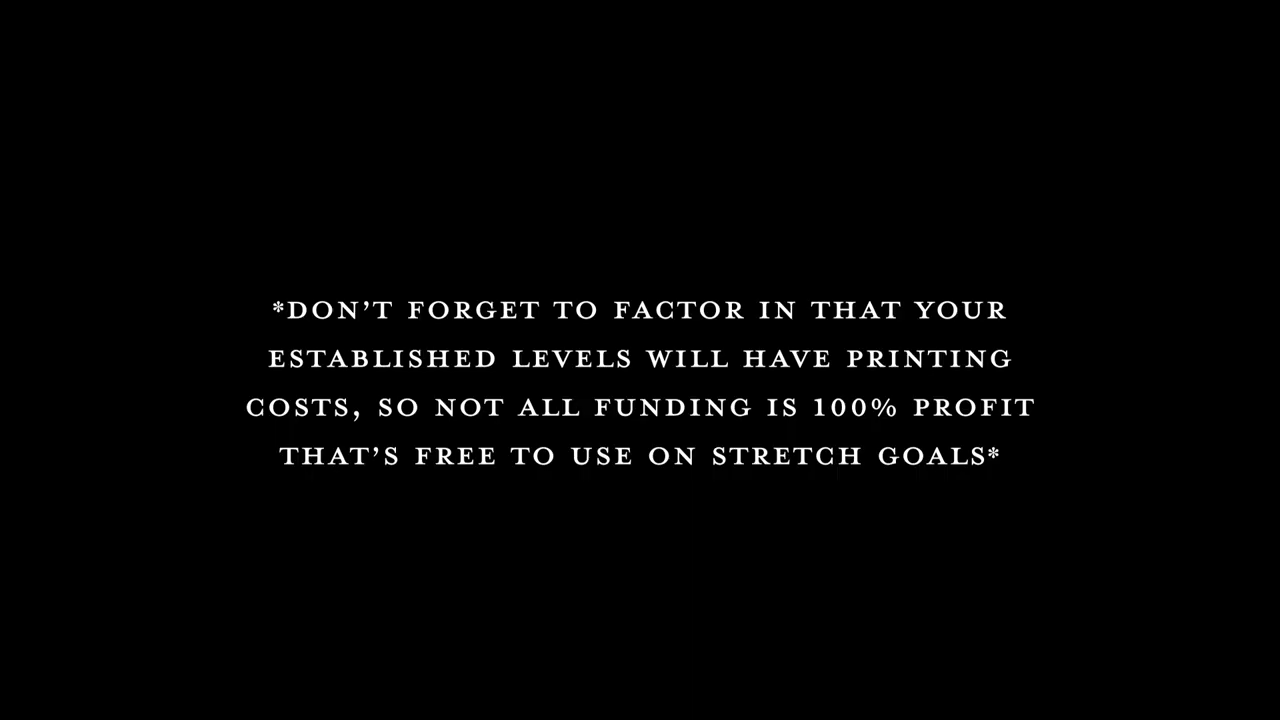 *DON'T FORGET TO FACTOR IN THAT YOUR
ESTABLISHED LEVELS WILL HAVE PRINTING
COSTS, SO NOT ALL FUNDING IS 100% PROFIT
THAT'S FREE TO USE ON STRETCH GOALS*